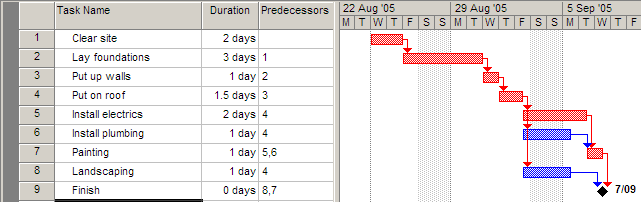 Task Name Duration Predecessors 22 Aug '05 29 Aug '05 5 Sep '05
M T W T F S S M T W T F S S M T W T F
1 Clear site 2 days
2 Lay foundations 3 days 1
3 Put up walls 1 day 2
4 Put on roof 1.5 days 3
5 Install electrics 2 days 4
6 Install plumbing 1 day 4
7 Painting 1 day 5,6
8 Landscaping 1 day 4
9 Finish 0 days 8,7 7/09